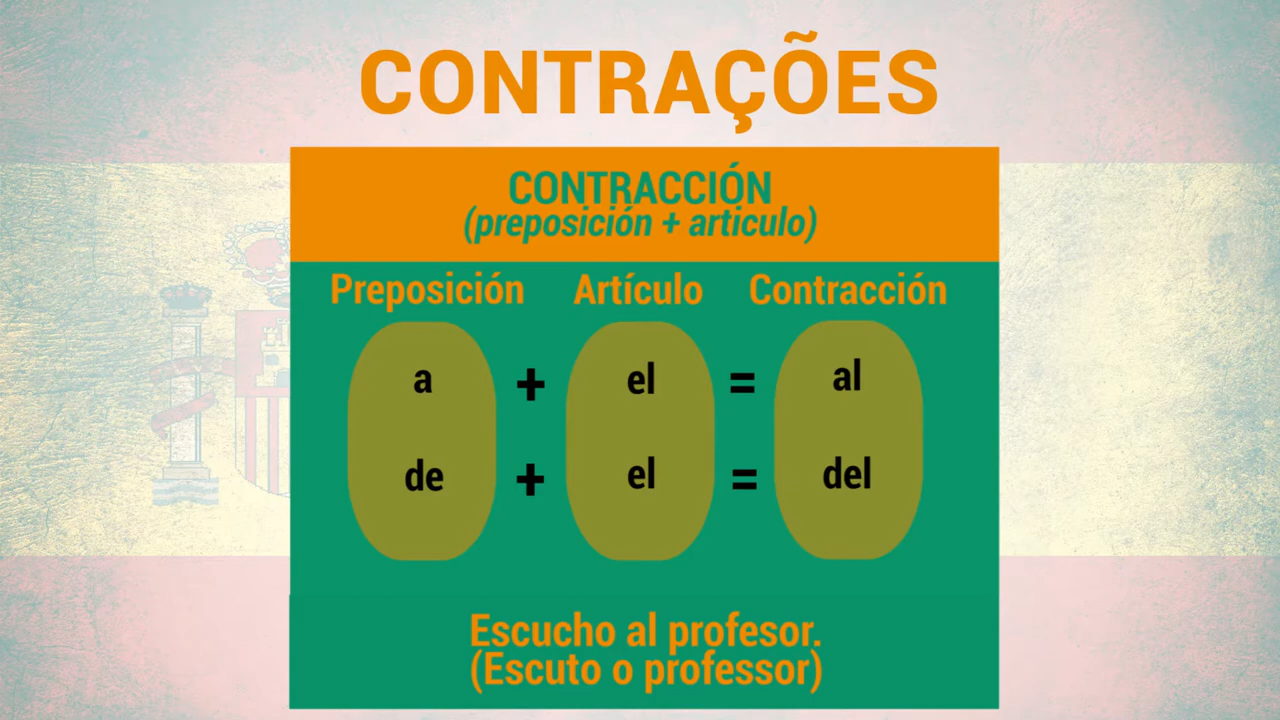 CONTRAÇÕES
CONTRACCIÓN
(preposición + articulo)
Preposición Artículo Contracción
a + el = al
de + el = del
Escucho al profesor.
(Escuto o professor)